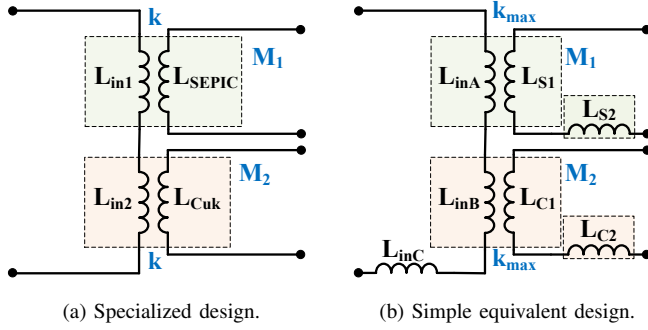 k
L_in1
L_SEPIC
M_1
L_in2
L_Cuk
M_2
k
(a) Specialized design.
k_max
L_inA
L_S1
M_1
L_S2
L_inB
L_C1
M_2
L_C2
L_inC
k_max
(b) Simple equivalent design.